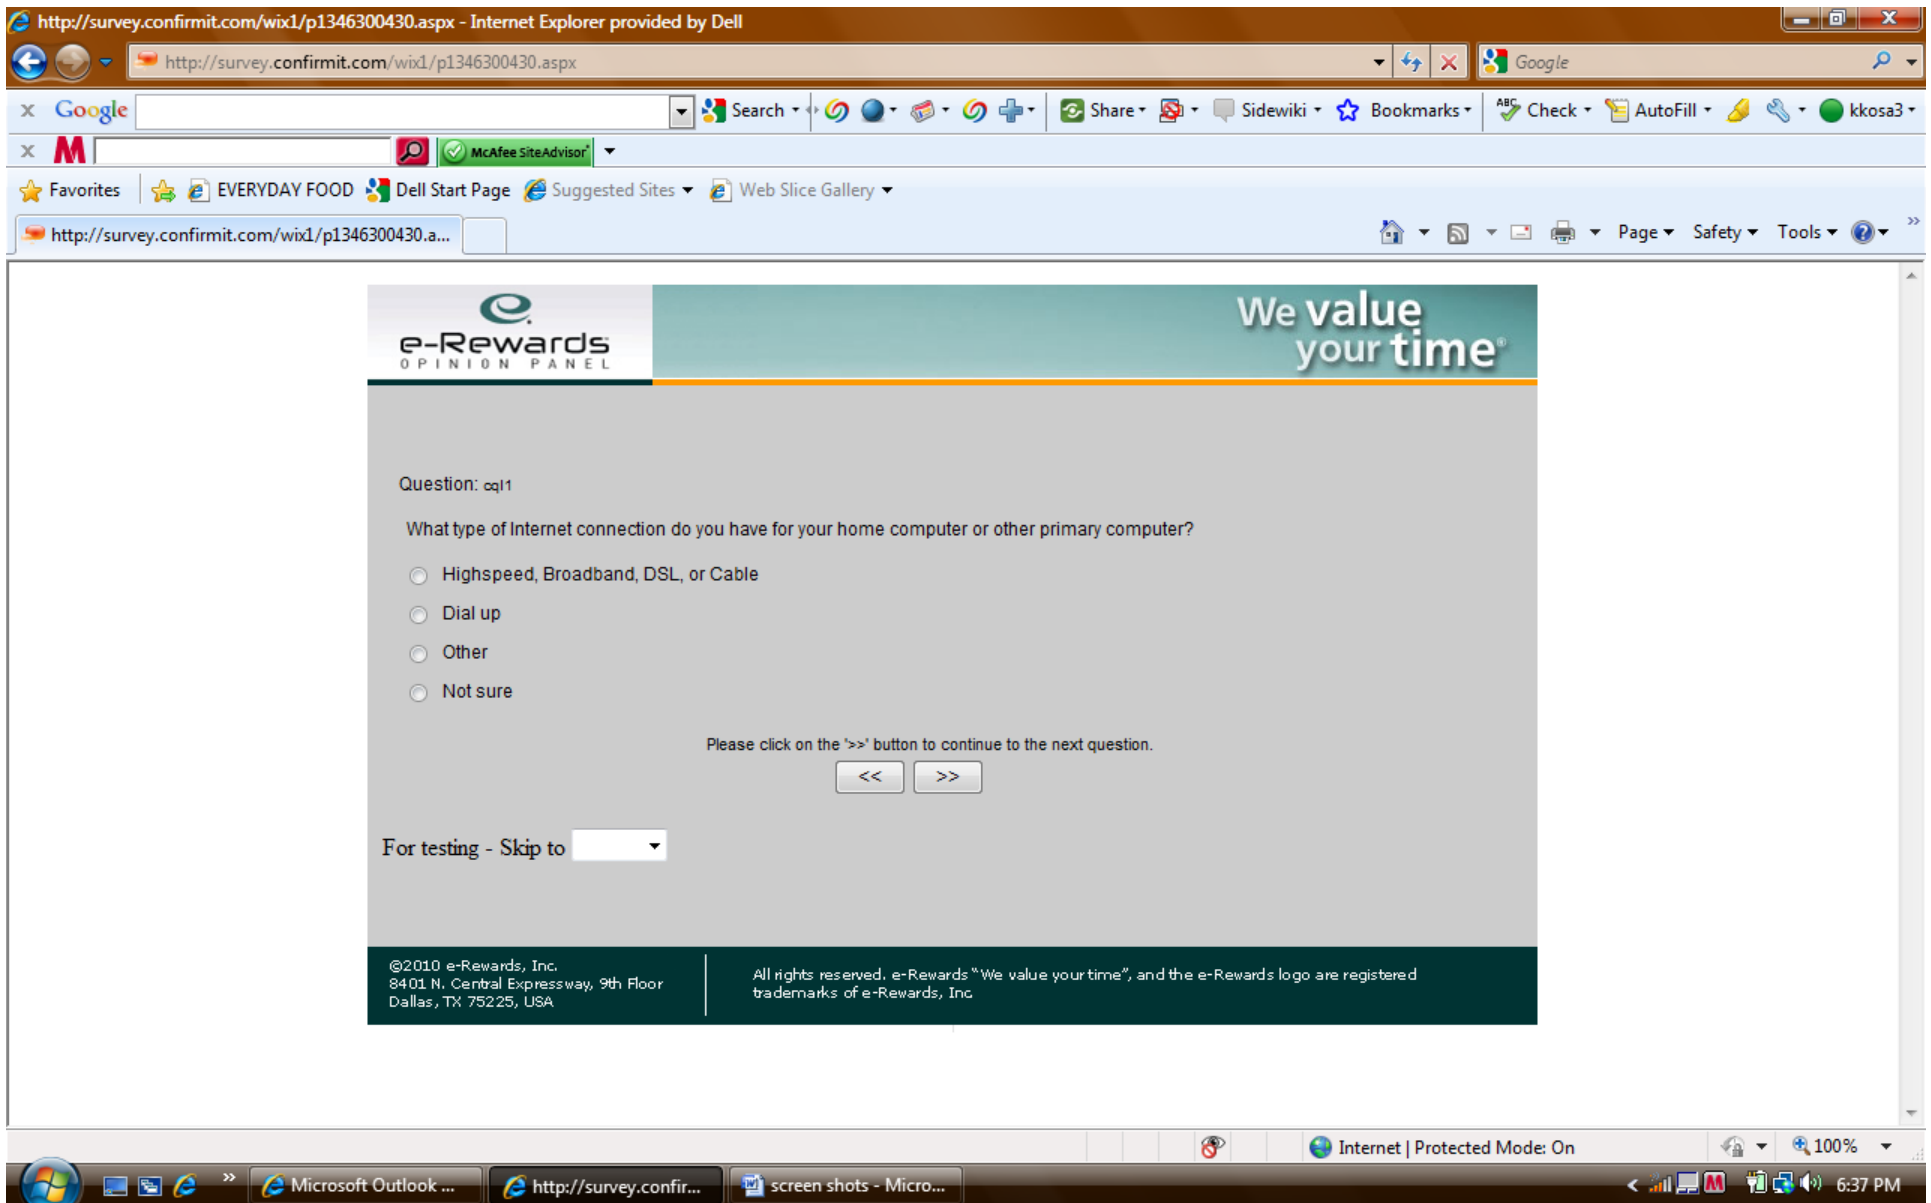 http://survey.confirmit.com/wix1/p1346300430.aspx - Internet Explorer provided by Dell
http://survey.confirmit.com/wix1/p1346300430.aspx
Google
x Google
Search
Share
Sidewiki
Bookmarks
ABC Check
AutoFill
kkosa3
x M
McAfee SiteAdvisor
Favorites
EVERYDAY FOOD
Dell Start Page
Suggested Sites
Web Slice Gallery
http://survey.confirmit.com/wix1/p1346300430.a...
Page
Safety
Tools
»
e-Rewards
OPINION PANEL
We value
your time®
Question: cql1
What type of Internet connection do you have for your home computer or other primary computer?
Highspeed, Broadband, DSL, or Cable
Dial up
Other
Not sure
Please click on the '>>' button to continue to the next question.
<< >>
For testing - Skip to
©2010 e-Rewards, Inc.
8401 N. Central Expressway, 9th Floor
Dallas, TX 75225, USA
All rights reserved. e-Rewards "We value your time", and the e-Rewards logo are registered
trademarks of e-Rewards, Inc
Internet | Protected Mode: On
100%
»
Microsoft Outlook ...
http://survey.confir...
screen shots - Micro...
6:37 PM